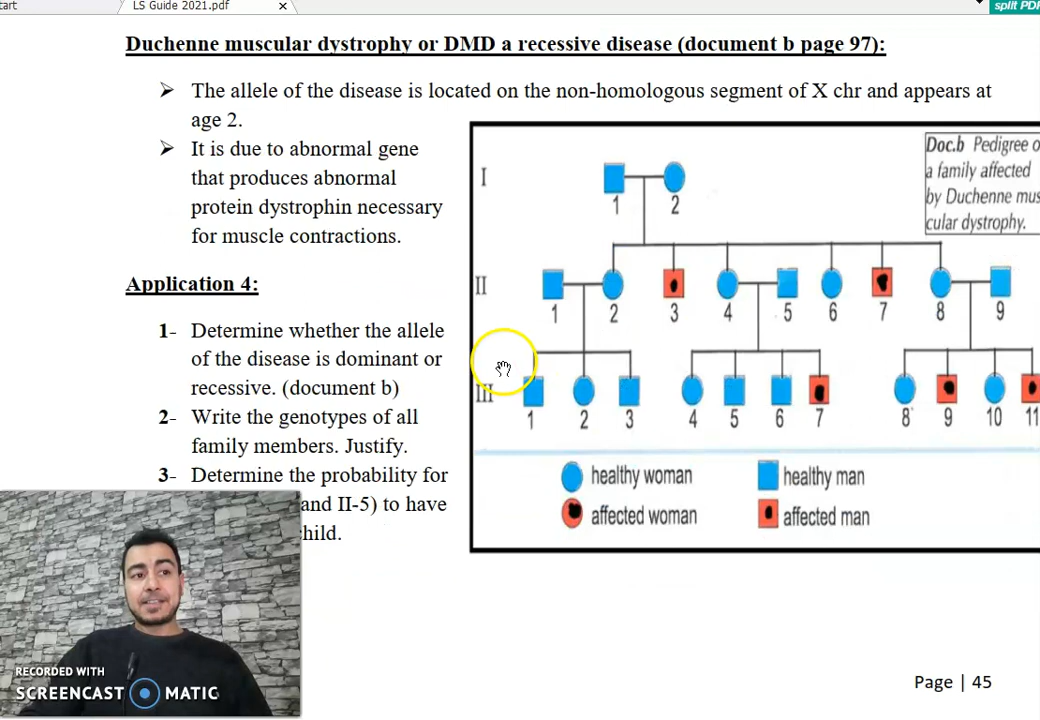 tart
LS Guide 2021.pdf
×
split PDF
Duchenne muscular dystrophy or DMD a recessive disease (document b page 97):
➢ The allele of the disease is located on the non-homologous segment of X chr and appears at
age 2.
➢ It is due to abnormal gene
that produces abnormal
protein dystrophin necessary
for muscle contractions.
Application 4:
1- Determine whether the allele
of the disease is dominant or
recessive. (document b)
2- Write the genotypes of all
family members. Justify.
3- Determine the probability for
and II-5) to have
hild.
Doc.b Pedigree o
a family affected
by Duchenne mus
cular dystrophy.
I
1 2
II
1 2 3 4 5 6 7 8 9
III
1 2 3 4 5 6 7 8 9 10 11
healthy woman
healthy man
affected woman
affected man
RECORDED WITH
SCREENCAST MATIC
Page | 45